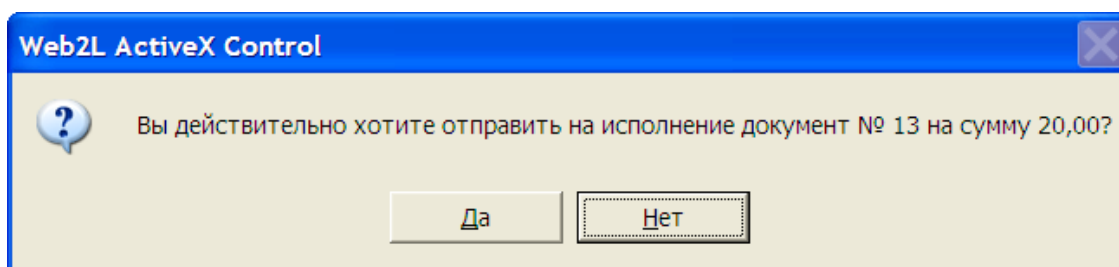 Web2L ActiveX Control
Вы действительно хотите отправить на исполнение документ № 13 на сумму 20,00?
Да
Нет